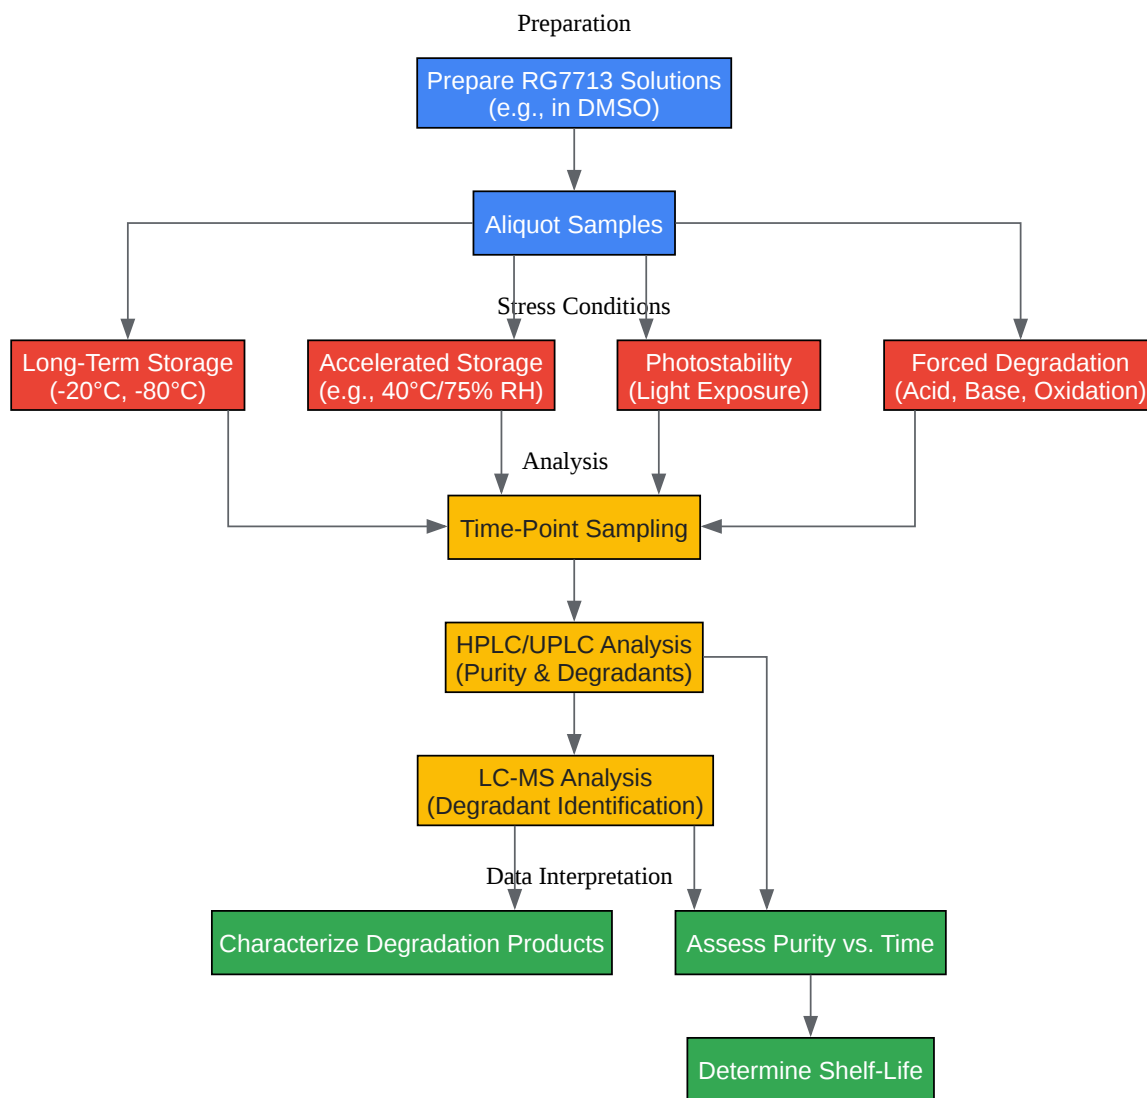 Preparation
Prepare RG7713 Solutions
(e.g., in DMSO)
Aliquot Samples
Stress Conditions
Long-Term Storage
(-20°C, -80°C)
Accelerated Storage
(e.g., 40°C/75% RH)
Photostability
(Light Exposure)
Forced Degradation
(Acid, Base, Oxidation)
Analysis
Time-Point Sampling
HPLC/UPLC Analysis
(Purity & Degradants)
LC-MS Analysis
(Degradant Identification)
Data Interpretation
Characterize Degradation Products
Assess Purity vs. Time
Determine Shelf-Life